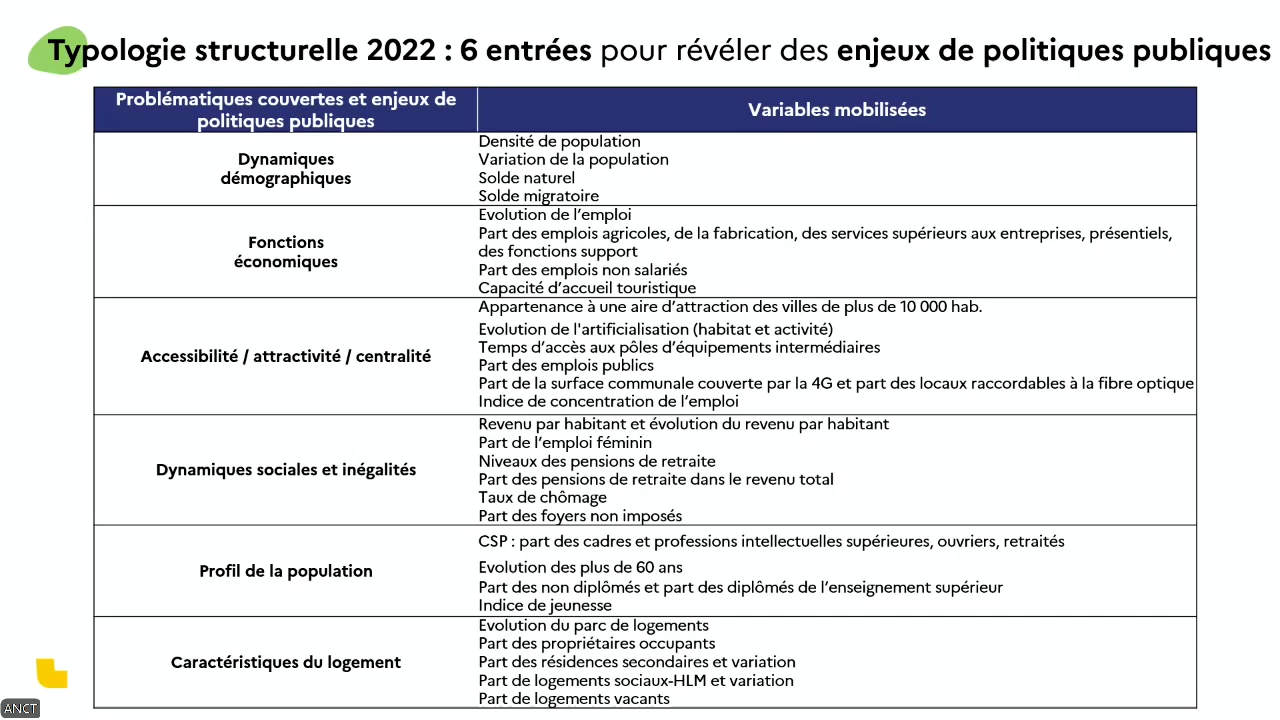 Typologie structurelle 2022 : 6 entrées pour révéler des enjeux de politiques publiques
Problématiques couvertes et enjeux de
politiques publiques
Variables mobilisées
Dynamiques
démographiques
Densité de population
Variation de la population
Solde naturel
Solde migratoire
Fonctions
économiques
Evolution de l’emploi
Part des emplois agricoles, de la fabrication, des services supérieurs aux entreprises, présentiels,
des fonctions support
Part des emplois non salariés
Capacité d’accueil touristique
Accessibilité / attractivité / centralité
Appartenance à une aire d’attraction des villes de plus de 10 000 hab.
Evolution de l'artificialisation (habitat et activité)
Temps d’accès aux pôles d’équipements intermédiaires
Part des emplois publics
Part de la surface communale couverte par la 4G et part des locaux raccordables à la fibre optique
Indice de concentration de l’emploi
Dynamiques sociales et inégalités
Revenu par habitant et évolution du revenu par habitant
Part de l’emploi féminin
Niveaux des pensions de retraite
Part des pensions de retraite dans le revenu total
Taux de chômage
Part des foyers non imposés
Profil de la population
CSP : part des cadres et professions intellectuelles supérieures, ouvriers, retraités
Evolution des plus de 60 ans
Part des non diplômés et part des diplômés de l’enseignement supérieur
Indice de jeunesse
Caractéristiques du logement
Evolution du parc de logements
Part des propriétaires occupants
Part des résidences secondaires et variation
Part de logements sociaux-HLM et variation
Part de logements vacants
ANCT